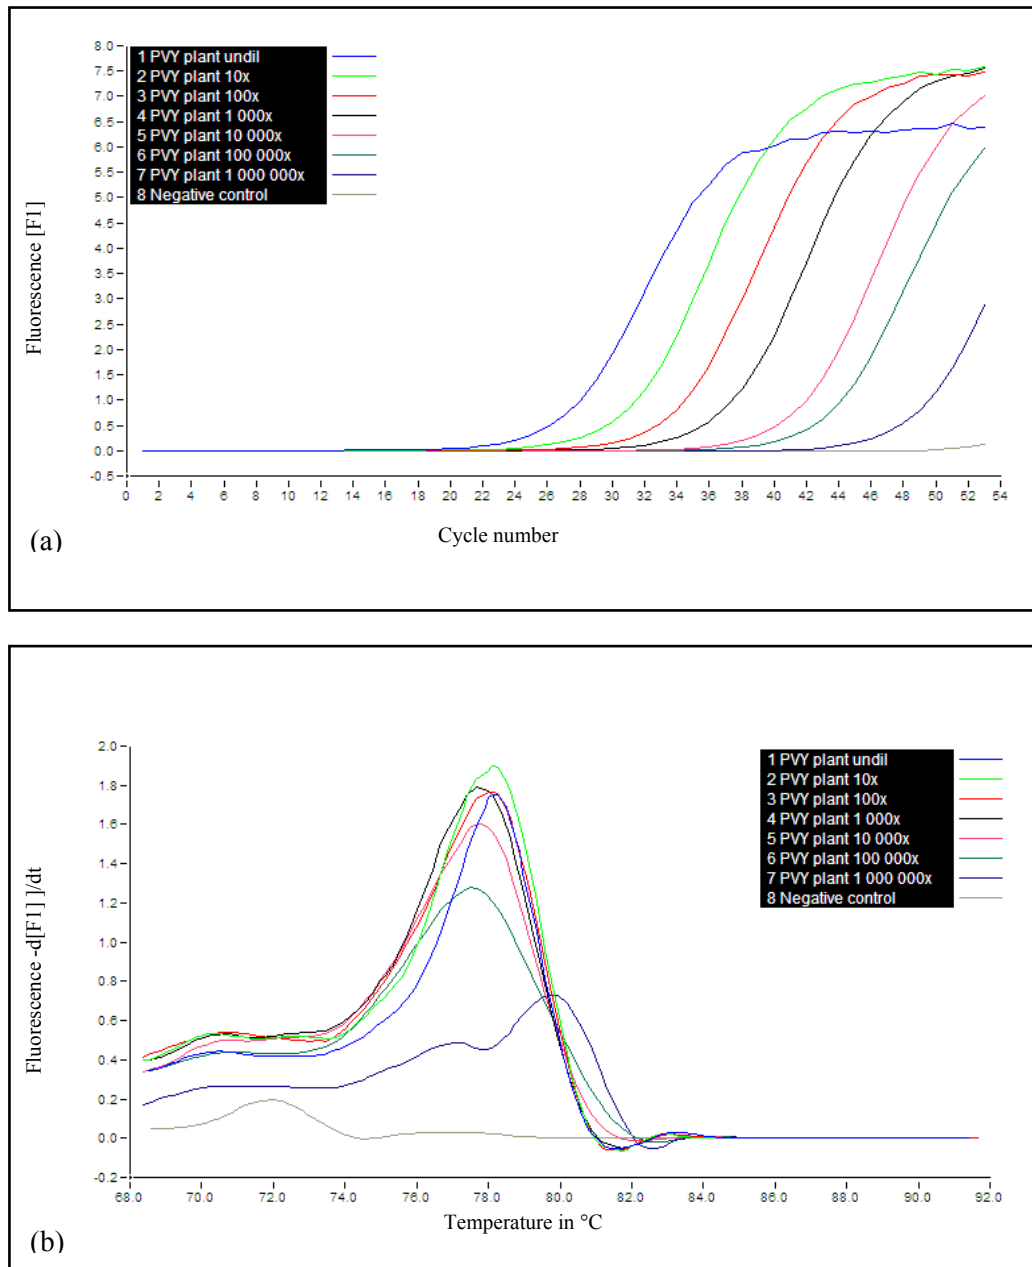 8.0
7.5
7.0
6.5
6.0
5.5
5.0
4.5
4.0
3.5
3.0
2.5
2.0
1.5
1.0
0.5
0.0
-0.5
1 PVY plant undil
2 PVY plant 10x
3 PVY plant 100x
4 PVY plant 1 000x
5 PVY plant 10 000x
6 PVY plant 100 000x
7 PVY plant 1 000 000x
8 Negative control
Fluorescence [F1]
0 2 4 6 8 10 12 14 16 18 20 22 24 26 28 30 32 34 36 38 40 42 44 46 48 50 52 54
Cycle number
(a)
2.0
1.8
1.6
1.4
1.2
1.0
0.8
0.6
0.4
0.2
0.0
-0.2
1 PVY plant undil
2 PVY plant 10x
3 PVY plant 100x
4 PVY plant 1 000x
5 PVY plant 10 000x
6 PVY plant 100 000x
7 PVY plant 1 000 000x
8 Negative control
Fluorescence -d[F1] ]/dt
68.0 70.0 72.0 74.0 76.0 78.0 80.0 82.0 84.0 86.0 88.0 90.0 92.0
Temperature in °C
(b)